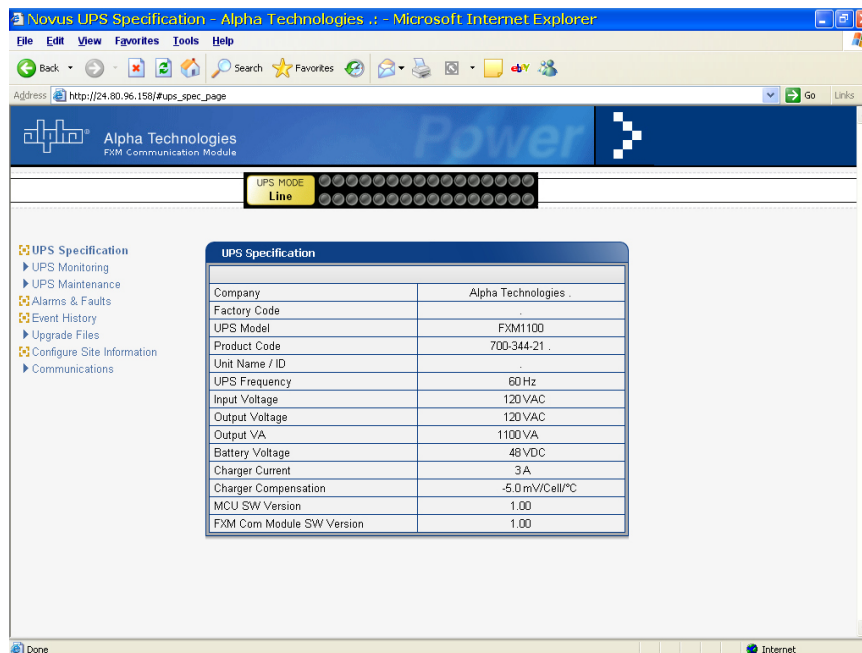 Novus UPS Specification - Alpha Technologies .: - Microsoft Internet Explorer
File Edit View Favorites Tools Help
Back Search Favorites
Address http://24.80.96.158/#ups_spec_page Go Links
alpha® Alpha Technologies
FXM Communication Module
Power
UPS MODE
Line
UPS Specification
UPS Monitoring
UPS Maintenance
Alarms & Faults
Event History
Upgrade Files
Configure Site Information
Communications
UPS Specification
Company Alpha Technologies .
Factory Code .
UPS Model FXM1100
Product Code 700-344-21 .
Unit Name / ID .
UPS Frequency 60 Hz
Input Voltage 120 VAC
Output Voltage 120 VAC
Output VA 1100 VA
Battery Voltage 48 VDC
Charger Current 3 A
Charger Compensation -5.0 mV/Cell/°C
MCU SW Version 1.00
FXM Com Module SW Version 1.00
Done Internet